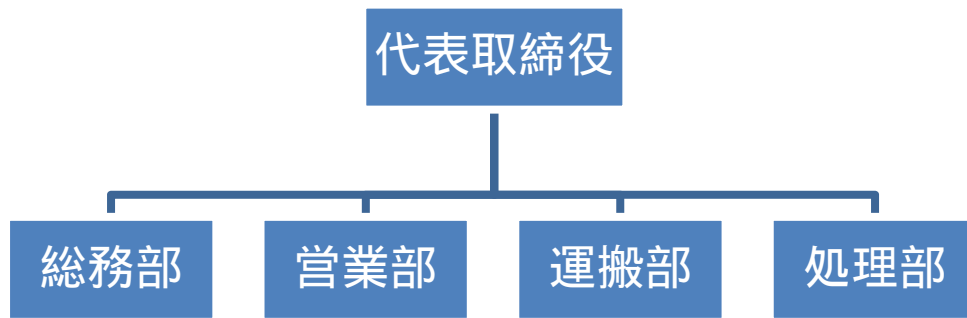 代表取締役
総務部
営業部
運搬部
処理部